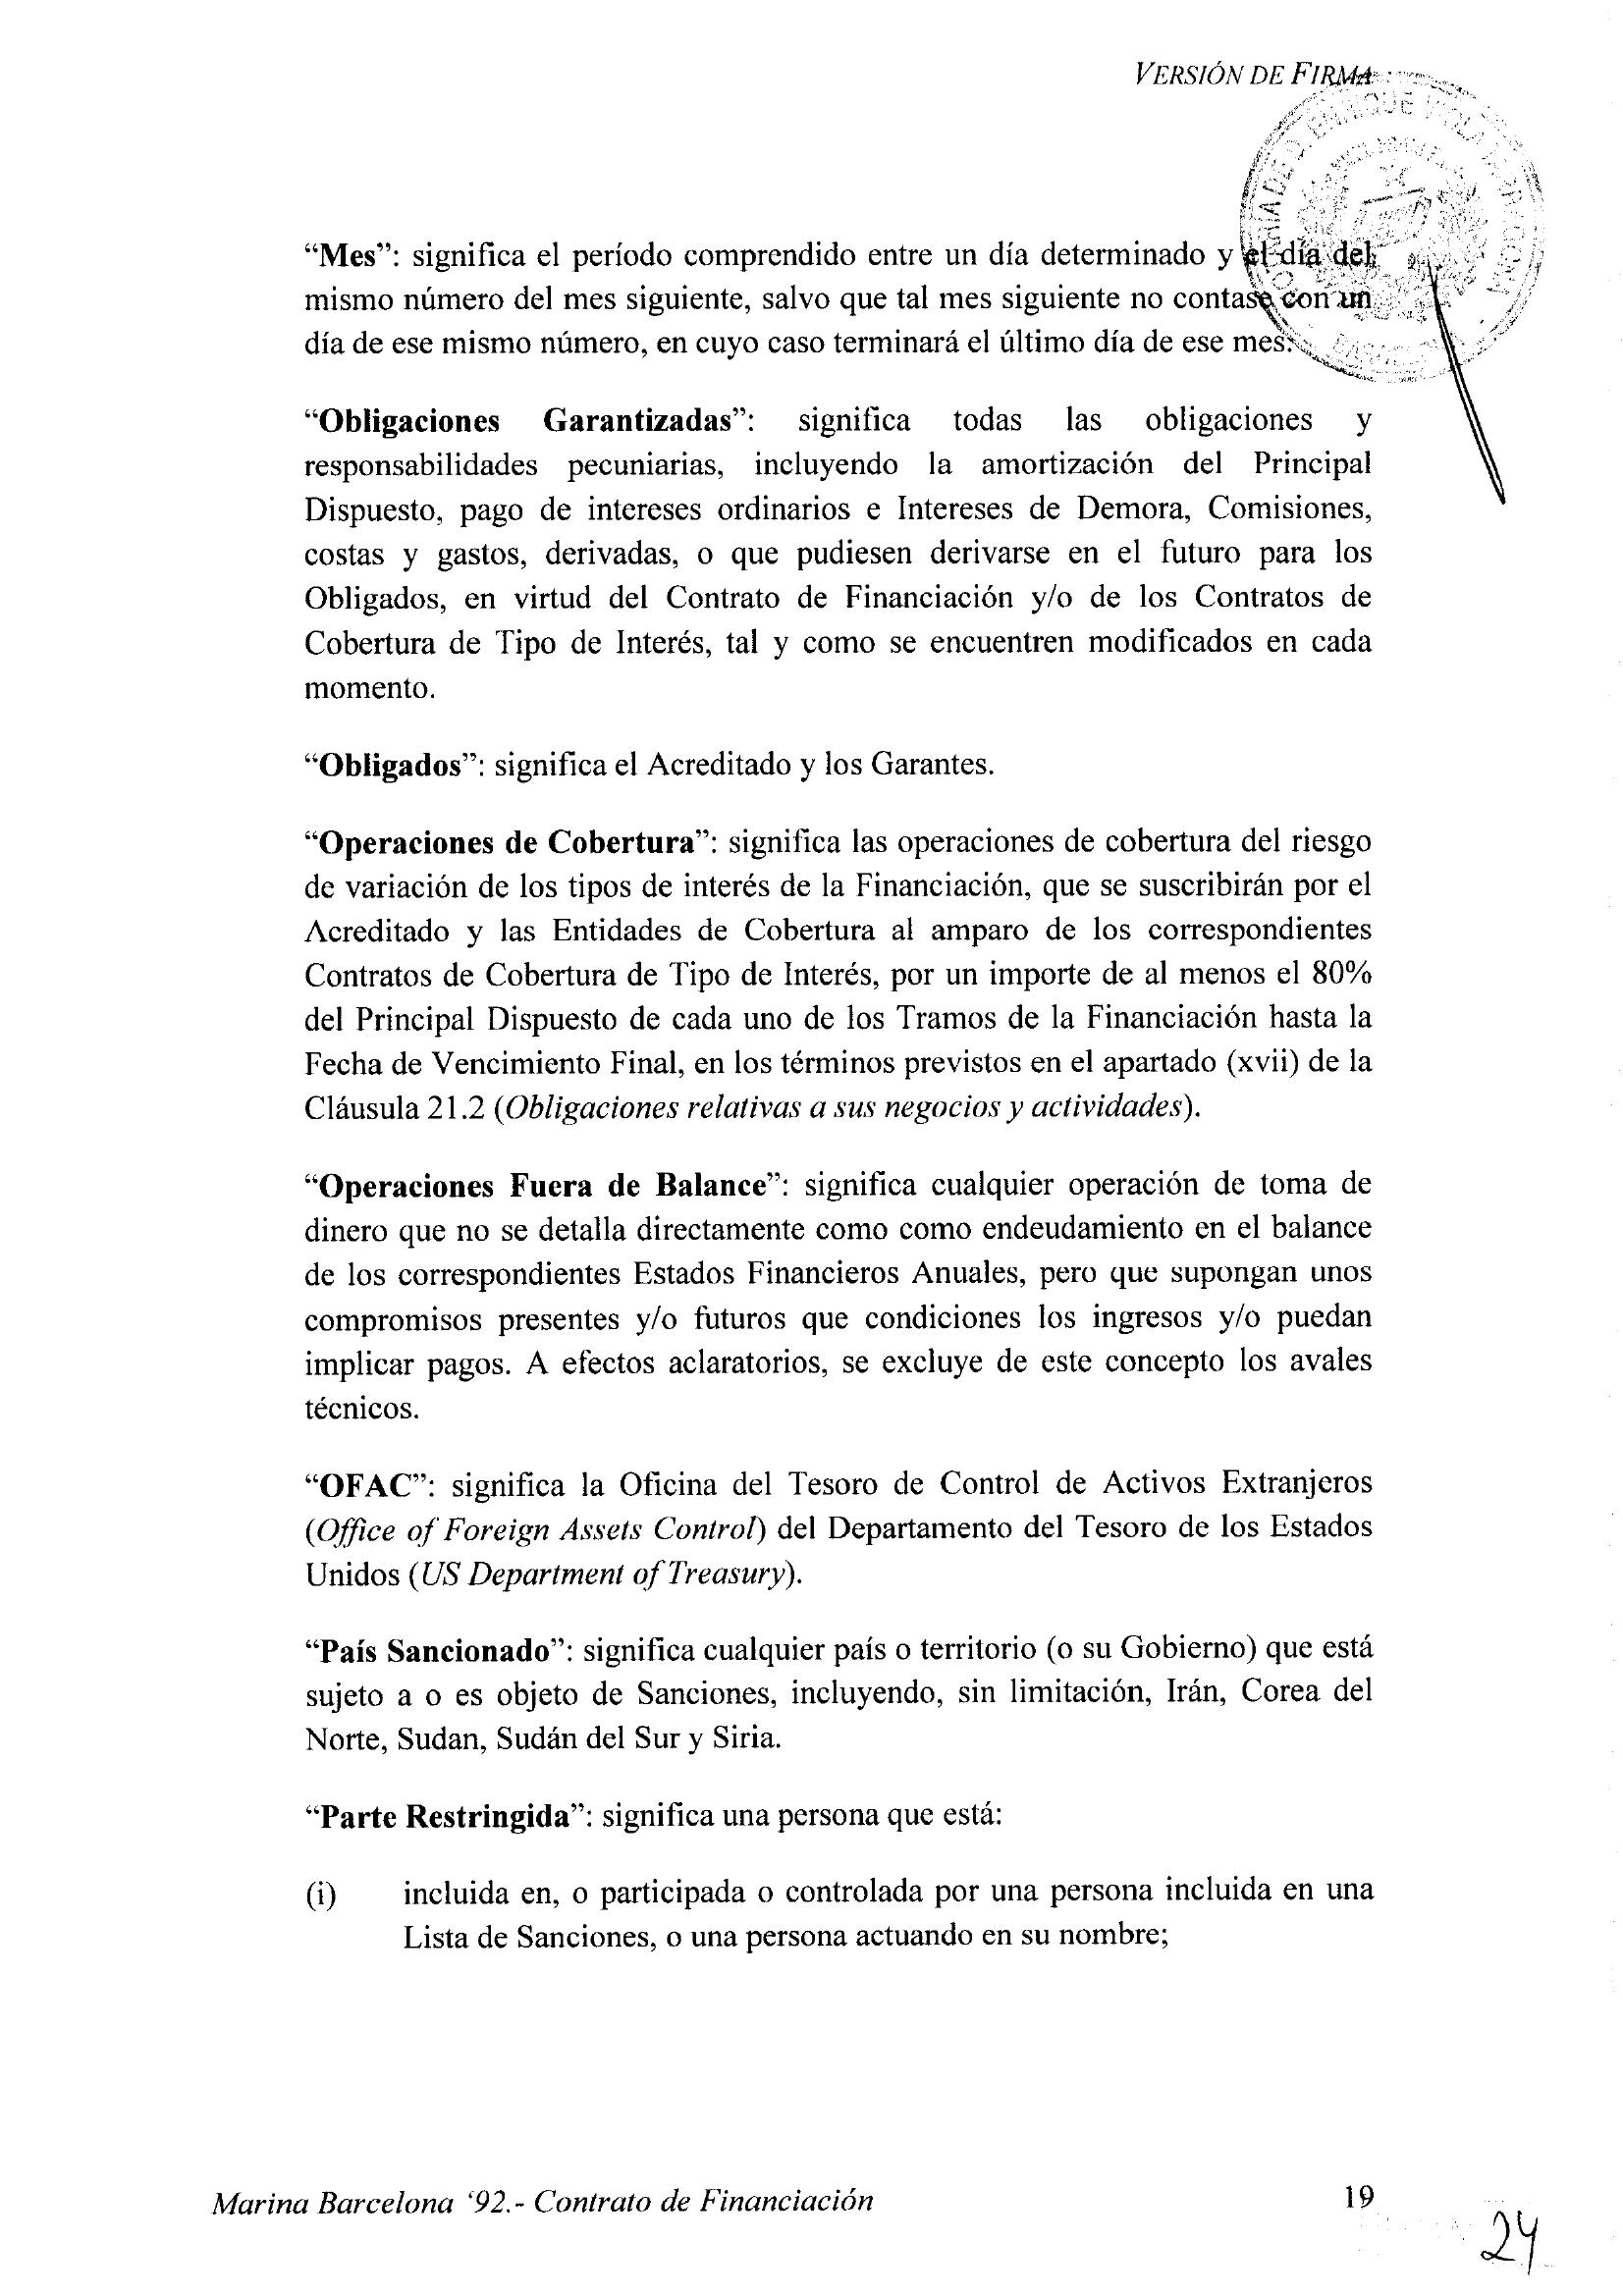 VERSIÓN DE FIRMA
“Mes”: significa el período comprendido entre un día determinado y el día del
mismo número del mes siguiente, salvo que tal mes siguiente no contase con un
día de ese mismo número, en cuyo caso terminará el último día de ese mes.
“Obligaciones Garantizadas”: significa todas las obligaciones y
responsabilidades pecuniarias, incluyendo la amortización del Principal
Dispuesto, pago de intereses ordinarios e Intereses de Demora, Comisiones,
costas y gastos, derivadas, o que pudiesen derivarse en el futuro para los
Obligados, en virtud del Contrato de Financiación y/o de los Contratos de
Cobertura de Tipo de Interés, tal y como se encuentren modificados en cada
momento.
“Obligados”: significa el Acreditado y los Garantes.
“Operaciones de Cobertura”: significa las operaciones de cobertura del riesgo
de variación de los tipos de interés de la Financiación, que se suscribirán por el
Acreditado y las Entidades de Cobertura al amparo de los correspondientes
Contratos de Cobertura de Tipo de Interés, por un importe de al menos el 80%
del Principal Dispuesto de cada uno de los Tramos de la Financiación hasta la
Fecha de Vencimiento Final, en los términos previstos en el apartado (xvii) de la
Cláusula 21.2 (Obligaciones relativas a sus negocios y actividades).
“Operaciones Fuera de Balance”: significa cualquier operación de toma de
dinero que no se detalla directamente como como endeudamiento en el balance
de los correspondientes Estados Financieros Anuales, pero que supongan unos
compromisos presentes y/o futuros que condiciones los ingresos y/o puedan
implicar pagos. A efectos aclaratorios, se excluye de este concepto los avales
técnicos.
“OFAC”: significa la Oficina del Tesoro de Control de Activos Extranjeros
(Office of Foreign Assets Control) del Departamento del Tesoro de los Estados
Unidos (US Department of Treasury).
“País Sancionado”: significa cualquier país o territorio (o su Gobierno) que está
sujeto a o es objeto de Sanciones, incluyendo, sin limitación, Irán, Corea del
Norte, Sudan, Sudán del Sur y Siria.
“Parte Restringida”: significa una persona que está:
(i) incluida en, o participada o controlada por una persona incluida en una
Lista de Sanciones, o una persona actuando en su nombre;
Marina Barcelona ‘92.- Contrato de Financiación 19
24